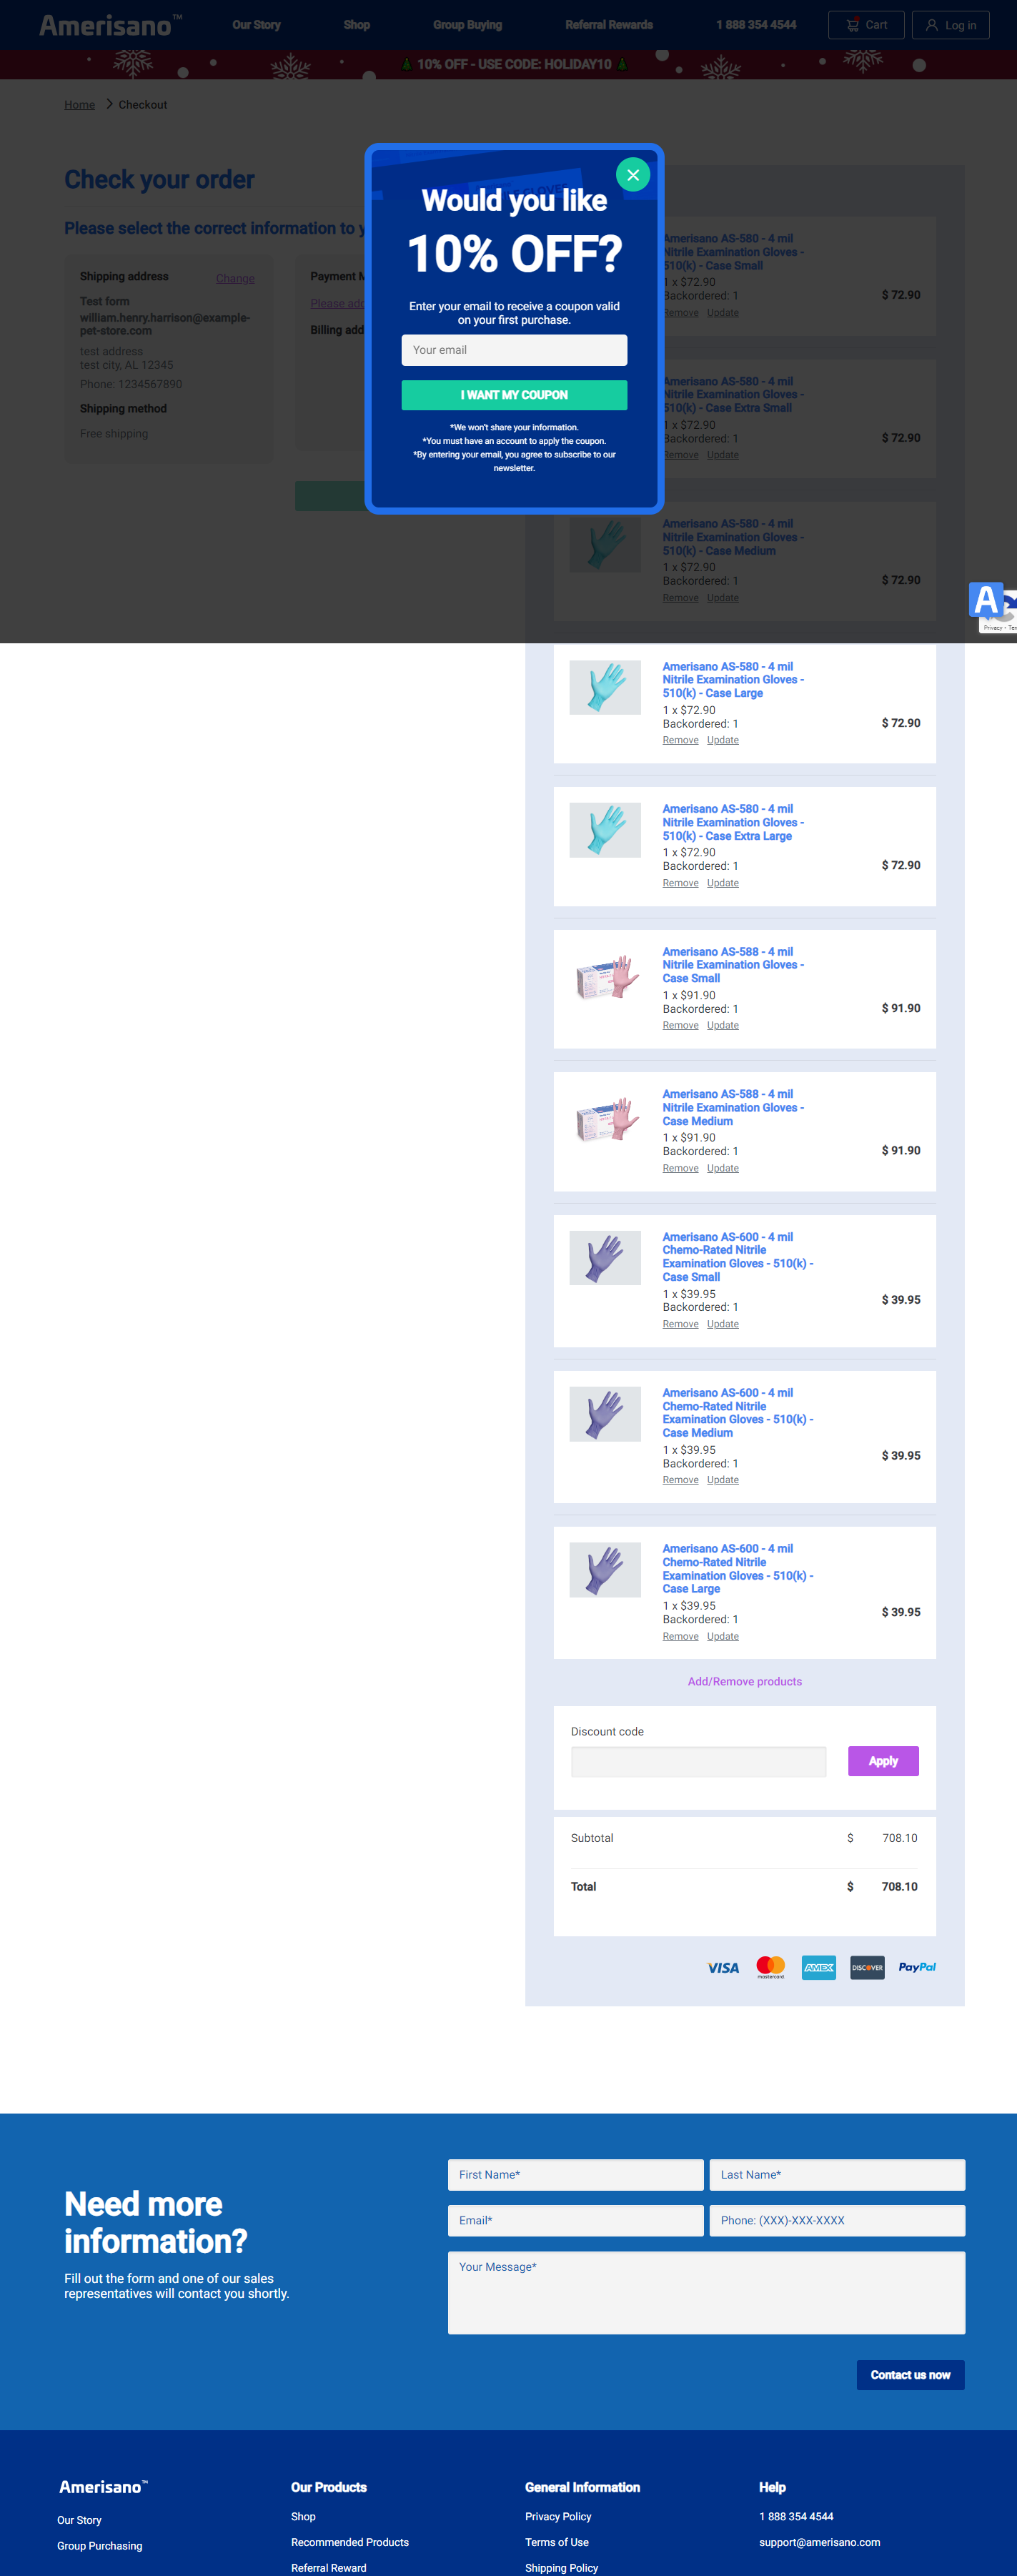 Amerisano™
Our Story
Shop
Group Buying
Referral Rewards
1 888 354 4544
Cart
Log in
10% OFF - USE CODE: HOLIDAY10
Home
Checkout
Check your order
Please select the correct information to y
Shipping address
Change
Test form
william.henry.harrison@example-
pet-store.com
test address
test city, AL 12345
Phone: 1234567890
Shipping method
Free shipping
Payment M
Please add
Billing add
Would you like
10% OFF?
Enter your email to receive a coupon valid
on your first purchase.
Your email
I WANT MY COUPON
*We won't share your information.
*You must have an account to apply the coupon.
*By entering your email, you agree to subscribe to our
newsletter.
Amerisano AS-580 - 4 mil
Nitrile Examination Gloves -
510(k) - Case Small
1 x $72.90
Backordered: 1
$ 72.90
Remove Update
Amerisano AS-580 - 4 mil
Nitrile Examination Gloves -
510(k) - Case Extra Small
1 x $72.90
Backordered: 1
$ 72.90
Remove Update
Amerisano AS-580 - 4 mil
Nitrile Examination Gloves -
510(k) - Case Medium
1 x $72.90
Backordered: 1
$ 72.90
Remove Update
Privacy - Ter
Amerisano AS-580 - 4 mil
Nitrile Examination Gloves -
510(k) - Case Large
1 x $72.90
Backordered: 1
$ 72.90
Remove Update
Amerisano AS-580 - 4 mil
Nitrile Examination Gloves -
510(k) - Case Extra Large
1 x $72.90
Backordered: 1
$ 72.90
Remove Update
Amerisano AS-588 - 4 mil
Nitrile Examination Gloves -
Case Small
1 x $91.90
Backordered: 1
$ 91.90
Remove Update
Amerisano AS-588 - 4 mil
Nitrile Examination Gloves -
Case Medium
1 x $91.90
Backordered: 1
$ 91.90
Remove Update
Amerisano AS-600 - 4 mil
Chemo-Rated Nitrile
Examination Gloves - 510(k) -
Case Small
1 x $39.95
Backordered: 1
$ 39.95
Remove Update
Amerisano AS-600 - 4 mil
Chemo-Rated Nitrile
Examination Gloves - 510(k) -
Case Medium
1 x $39.95
Backordered: 1
$ 39.95
Remove Update
Amerisano AS-600 - 4 mil
Chemo-Rated Nitrile
Examination Gloves - 510(k) -
Case Large
1 x $39.95
Backordered: 1
$ 39.95
Remove Update
Add/Remove products
Discount code
Apply
Subtotal $ 708.10
Total $ 708.10
VISA mastercard AMEX DISCOVER PayPal
Need more
information?
Fill out the form and one of our sales
representatives will contact you shortly.
First Name*
Last Name*
Email*
Phone: (XXX)-XXX-XXXX
Your Message*
Contact us now
Amerisano™
Our Story
Group Purchasing
Our Products
Shop
Recommended Products
Referral Reward
General Information
Privacy Policy
Terms of Use
Shipping Policy
Help
1 888 354 4544
support@amerisano.com